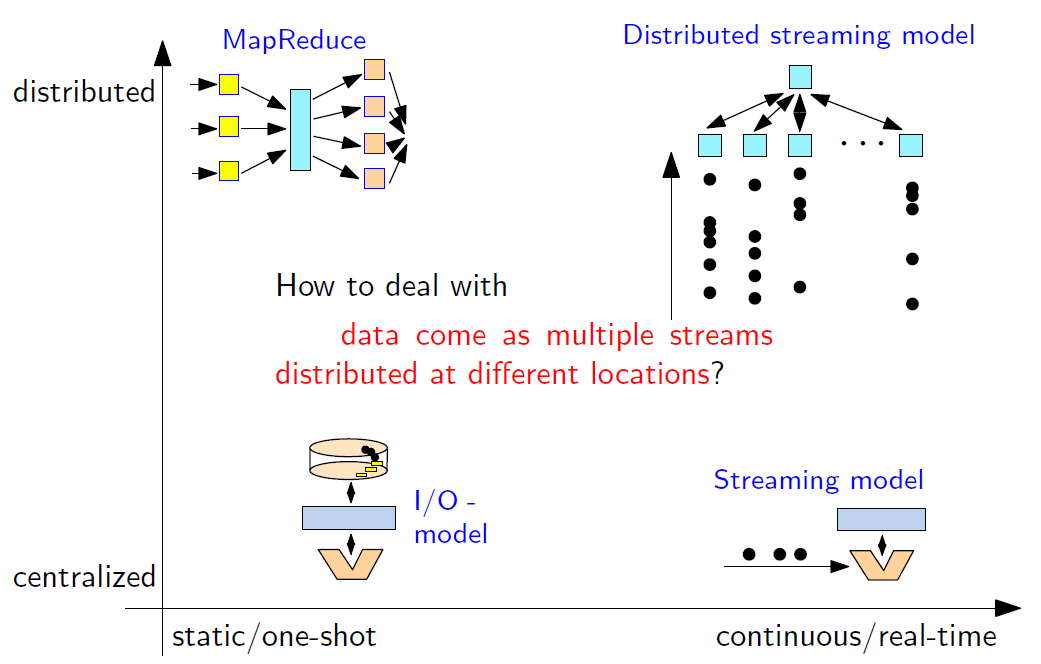 MapReduce
Distributed streaming model
distributed
. . .
How to deal with
data come as multiple streams
distributed at different locations?
I/O -
model
Streaming model
centralized
static/one-shot
continuous/real-time